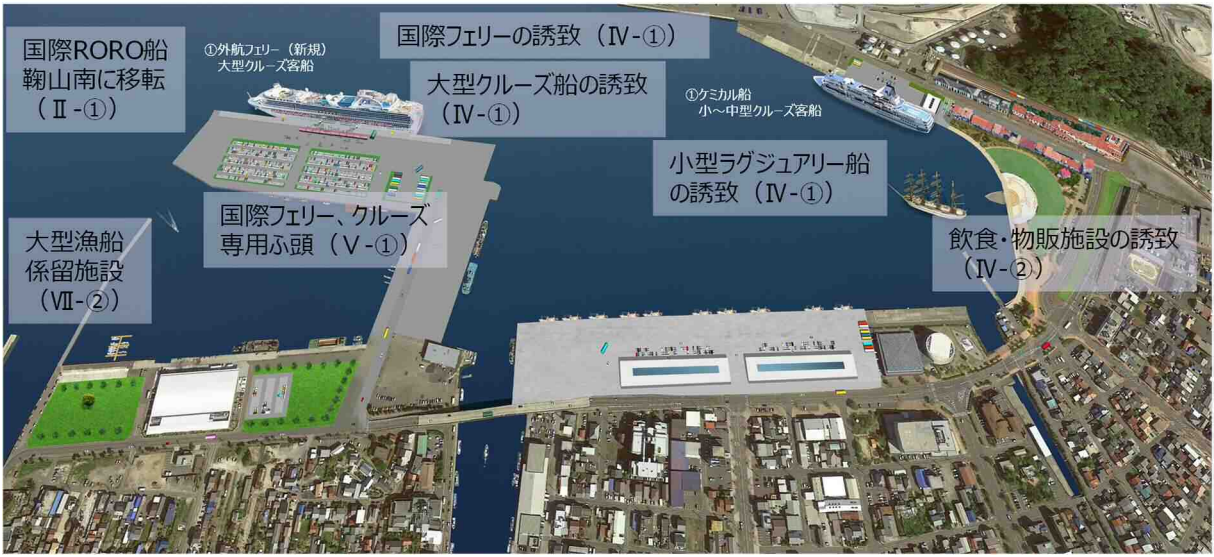 国際RORO船
鞠山南に移転
（Ⅱ-①）
①外航フェリー（新規）
大型クルーズ客船
国際フェリーの誘致（Ⅳ-①）
大型クルーズ船の誘致
（Ⅳ-①）
①ケミカル船
小～中型クルーズ客船
小型ラグジュアリー船
の誘致（Ⅳ-①）
国際フェリー、クルーズ
専用ふ頭（Ⅴ-①）
大型漁船
係留施設
（Ⅶ-②）
飲食・物販施設の誘致
（Ⅳ-②）